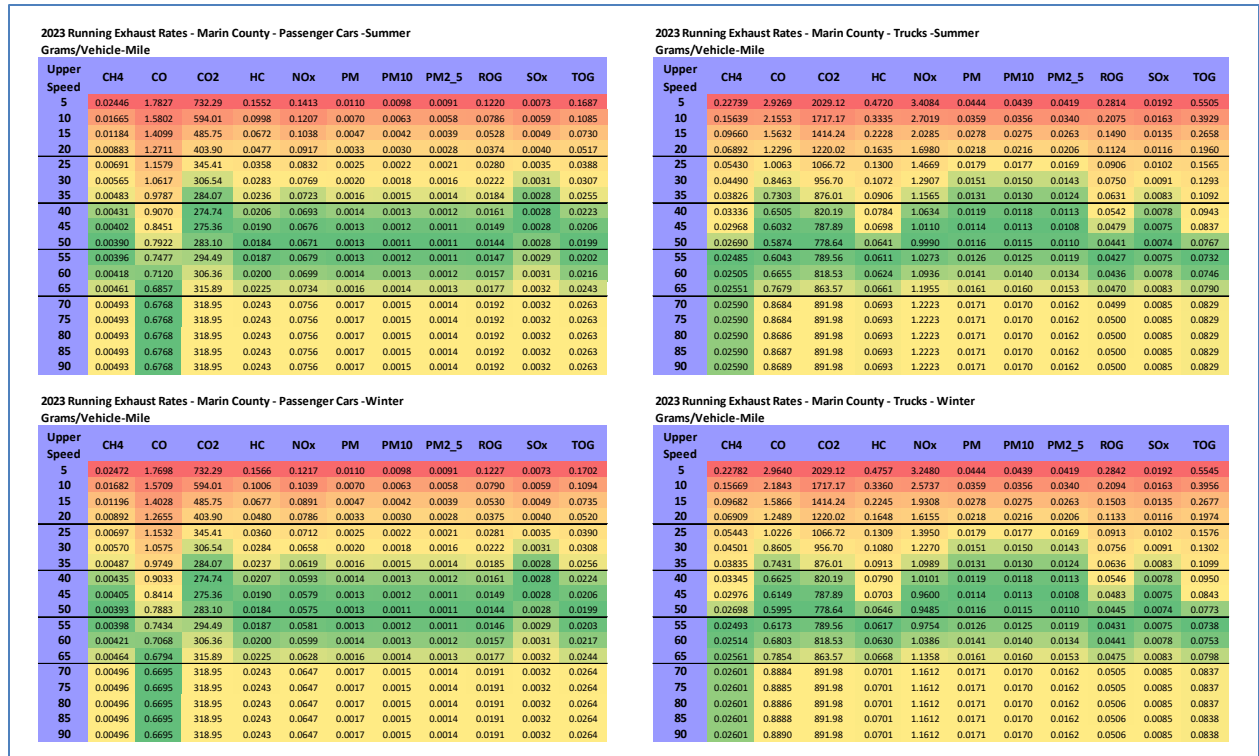 2023 Running Exhaust Rates - Marin County - Passenger Cars -Summer
Grams/Vehicle-Mile
Upper Speed CH4 CO CO2 HC NOx PM PM10 PM2_5 ROG SOx TOG
5 0.02446 1.7827 732.29 0.1552 0.1413 0.0110 0.0098 0.0091 0.1220 0.0073 0.1687
10 0.01665 1.5802 594.01 0.0998 0.1207 0.0070 0.0063 0.0058 0.0786 0.0059 0.1085
15 0.01184 1.4099 485.75 0.0672 0.1038 0.0047 0.0042 0.0039 0.0528 0.0049 0.0730
20 0.00883 1.2711 403.90 0.0477 0.0917 0.0033 0.0030 0.0028 0.0374 0.0040 0.0517
25 0.00691 1.1579 345.41 0.0358 0.0832 0.0025 0.0022 0.0021 0.0280 0.0035 0.0388
30 0.00565 1.0617 306.54 0.0283 0.0769 0.0020 0.0018 0.0016 0.0222 0.0031 0.0307
35 0.00483 0.9787 284.07 0.0236 0.0723 0.0016 0.0015 0.0014 0.0184 0.0028 0.0255
40 0.00431 0.9070 274.74 0.0206 0.0693 0.0014 0.0013 0.0012 0.0161 0.0028 0.0223
45 0.00402 0.8451 275.36 0.0190 0.0676 0.0013 0.0012 0.0011 0.0149 0.0028 0.0206
50 0.00390 0.7922 283.10 0.0184 0.0671 0.0013 0.0011 0.0011 0.0144 0.0028 0.0199
55 0.00396 0.7477 294.49 0.0187 0.0679 0.0013 0.0012 0.0011 0.0147 0.0029 0.0202
60 0.00418 0.7120 306.36 0.0200 0.0699 0.0014 0.0013 0.0012 0.0157 0.0031 0.0216
65 0.00461 0.6857 315.89 0.0225 0.0734 0.0016 0.0014 0.0013 0.0177 0.0032 0.0243
70 0.00493 0.6768 318.95 0.0243 0.0756 0.0017 0.0015 0.0014 0.0192 0.0032 0.0263
75 0.00493 0.6768 318.95 0.0243 0.0756 0.0017 0.0015 0.0014 0.0192 0.0032 0.0263
80 0.00493 0.6768 318.95 0.0243 0.0756 0.0017 0.0015 0.0014 0.0192 0.0032 0.0263
85 0.00493 0.6768 318.95 0.0243 0.0756 0.0017 0.0015 0.0014 0.0192 0.0032 0.0263
90 0.00493 0.6768 318.95 0.0243 0.0756 0.0017 0.0015 0.0014 0.0192 0.0032 0.0263
2023 Running Exhaust Rates - Marin County - Trucks -Summer
Grams/Vehicle-Mile
Upper Speed CH4 CO CO2 HC NOx PM PM10 PM2_5 ROG SOx TOG
5 0.22739 2.9269 2029.12 0.4720 3.4084 0.0444 0.0439 0.0419 0.2814 0.0192 0.5505
10 0.15639 2.1553 1717.17 0.3335 2.7019 0.0359 0.0356 0.0340 0.2075 0.0163 0.3929
15 0.09660 1.5632 1414.24 0.2228 2.0285 0.0278 0.0275 0.0263 0.1490 0.0135 0.2658
20 0.06892 1.2296 1220.02 0.1635 1.6980 0.0218 0.0216 0.0206 0.1124 0.0116 0.1960
25 0.05430 1.0063 1066.72 0.1300 1.4669 0.0179 0.0177 0.0169 0.0906 0.0102 0.1565
30 0.04490 0.8463 956.70 0.1072 1.2907 0.0151 0.0150 0.0143 0.0750 0.0091 0.1293
35 0.03826 0.7303 876.01 0.0906 1.1565 0.0131 0.0130 0.0124 0.0631 0.0083 0.1092
40 0.03336 0.6505 820.19 0.0784 1.0634 0.0119 0.0118 0.0113 0.0542 0.0078 0.0943
45 0.02968 0.6032 787.89 0.0698 1.0110 0.0114 0.0113 0.0108 0.0479 0.0075 0.0837
50 0.02690 0.5874 778.64 0.0641 0.9990 0.0116 0.0115 0.0110 0.0441 0.0074 0.0767
55 0.02485 0.6043 789.56 0.0611 1.0273 0.0126 0.0125 0.0119 0.0427 0.0075 0.0732
60 0.02505 0.6655 818.53 0.0624 1.0936 0.0141 0.0140 0.0134 0.0436 0.0078 0.0746
65 0.02551 0.7679 863.57 0.0661 1.1955 0.0161 0.0160 0.0153 0.0470 0.0083 0.0790
70 0.02590 0.8684 891.98 0.0693 1.2223 0.0171 0.0170 0.0162 0.0499 0.0085 0.0829
75 0.02590 0.8684 891.98 0.0693 1.2223 0.0171 0.0170 0.0162 0.0500 0.0085 0.0829
80 0.02590 0.8686 891.98 0.0693 1.2223 0.0171 0.0170 0.0162 0.0500 0.0085 0.0829
85 0.02590 0.8687 891.98 0.0693 1.2223 0.0171 0.0170 0.0162 0.0500 0.0085 0.0829
90 0.02590 0.8689 891.98 0.0693 1.2223 0.0171 0.0170 0.0162 0.0500 0.0085 0.0829
2023 Running Exhaust Rates - Marin County - Passenger Cars -Winter
Grams/Vehicle-Mile
Upper Speed CH4 CO CO2 HC NOx PM PM10 PM2_5 ROG SOx TOG
5 0.02472 1.7698 732.29 0.1566 0.1217 0.0110 0.0098 0.0091 0.1227 0.0073 0.1702
10 0.01682 1.5709 594.01 0.1006 0.1039 0.0070 0.0063 0.0058 0.0790 0.0059 0.1094
15 0.01196 1.4028 485.75 0.0677 0.0891 0.0047 0.0042 0.0039 0.0530 0.0049 0.0735
20 0.00892 1.2655 403.90 0.0480 0.0786 0.0033 0.0030 0.0028 0.0375 0.0040 0.0520
25 0.00697 1.1532 345.41 0.0360 0.0712 0.0025 0.0022 0.0021 0.0281 0.0035 0.0390
30 0.00570 1.0575 306.54 0.0284 0.0658 0.0020 0.0018 0.0016 0.0222 0.0031 0.0308
35 0.00487 0.9749 284.07 0.0237 0.0619 0.0016 0.0015 0.0014 0.0185 0.0028 0.0256
40 0.00435 0.9033 274.74 0.0207 0.0593 0.0014 0.0013 0.0012 0.0161 0.0028 0.0224
45 0.00405 0.8414 275.36 0.0190 0.0579 0.0013 0.0012 0.0011 0.0149 0.0028 0.0206
50 0.00393 0.7883 283.10 0.0184 0.0575 0.0013 0.0011 0.0011 0.0144 0.0028 0.0199
55 0.00398 0.7434 294.49 0.0187 0.0581 0.0013 0.0012 0.0011 0.0146 0.0029 0.0203
60 0.00421 0.7068 306.36 0.0200 0.0599 0.0014 0.0013 0.0012 0.0157 0.0031 0.0217
65 0.00464 0.6794 315.89 0.0225 0.0628 0.0016 0.0014 0.0013 0.0177 0.0032 0.0244
70 0.00496 0.6695 318.95 0.0243 0.0647 0.0017 0.0015 0.0014 0.0191 0.0032 0.0264
75 0.00496 0.6695 318.95 0.0243 0.0647 0.0017 0.0015 0.0014 0.0191 0.0032 0.0264
80 0.00496 0.6695 318.95 0.0243 0.0647 0.0017 0.0015 0.0014 0.0191 0.0032 0.0264
85 0.00496 0.6695 318.95 0.0243 0.0647 0.0017 0.0015 0.0014 0.0191 0.0032 0.0264
90 0.00496 0.6695 318.95 0.0243 0.0647 0.0017 0.0015 0.0014 0.0191 0.0032 0.0264
2023 Running Exhaust Rates - Marin County - Trucks - Winter
Grams/Vehicle-Mile
Upper Speed CH4 CO CO2 HC NOx PM PM10 PM2_5 ROG SOx TOG
5 0.22782 2.9640 2029.12 0.4757 3.2480 0.0444 0.0439 0.0419 0.2842 0.0192 0.5545
10 0.15669 2.1843 1717.17 0.3360 2.5737 0.0359 0.0356 0.0340 0.2094 0.0163 0.3956
15 0.09682 1.5866 1414.24 0.2245 1.9308 0.0278 0.0275 0.0263 0.1503 0.0135 0.2677
20 0.06909 1.2489 1220.02 0.1648 1.6155 0.0218 0.0216 0.0206 0.1133 0.0116 0.1974
25 0.05443 1.0226 1066.72 0.1309 1.3950 0.0179 0.0177 0.0169 0.0913 0.0102 0.1576
30 0.04501 0.8605 956.70 0.1080 1.2270 0.0151 0.0150 0.0143 0.0756 0.0091 0.1302
35 0.03835 0.7431 876.01 0.0913 1.0989 0.0131 0.0130 0.0124 0.0636 0.0083 0.1099
40 0.03345 0.6625 820.19 0.0790 1.0101 0.0119 0.0118 0.0113 0.0546 0.0078 0.0950
45 0.02976 0.6149 787.89 0.0703 0.9600 0.0114 0.0113 0.0108 0.0483 0.0075 0.0843
50 0.02698 0.5995 778.64 0.0646 0.9485 0.0116 0.0115 0.0110 0.0445 0.0074 0.0773
55 0.02493 0.6173 789.56 0.0617 0.9754 0.0126 0.0125 0.0119 0.0431 0.0075 0.0738
60 0.02514 0.6803 818.53 0.0630 1.0386 0.0141 0.0140 0.0134 0.0441 0.0078 0.0753
65 0.02561 0.7854 863.57 0.0668 1.1358 0.0161 0.0160 0.0153 0.0475 0.0083 0.0798
70 0.02601 0.8884 891.98 0.0701 1.1612 0.0171 0.0170 0.0162 0.0505 0.0085 0.0837
75 0.02601 0.8885 891.98 0.0701 1.1612 0.0171 0.0170 0.0162 0.0505 0.0085 0.0837
80 0.02601 0.8886 891.98 0.0701 1.1612 0.0171 0.0170 0.0162 0.0506 0.0085 0.0837
85 0.02601 0.8888 891.98 0.0701 1.1612 0.0171 0.0170 0.0162 0.0506 0.0085 0.0838
90 0.02601 0.8890 891.98 0.0701 1.1612 0.0171 0.0170 0.0162 0.0506 0.0085 0.0838